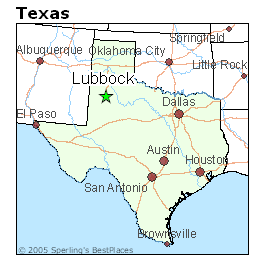 Texas
Springfield
Albuquerque
Oklahoma City
Little Rock
Lubbock
Dallas
El Paso
Austin
Houston
San Antonio
Brownsville
© 2005 Sperling's BestPlaces